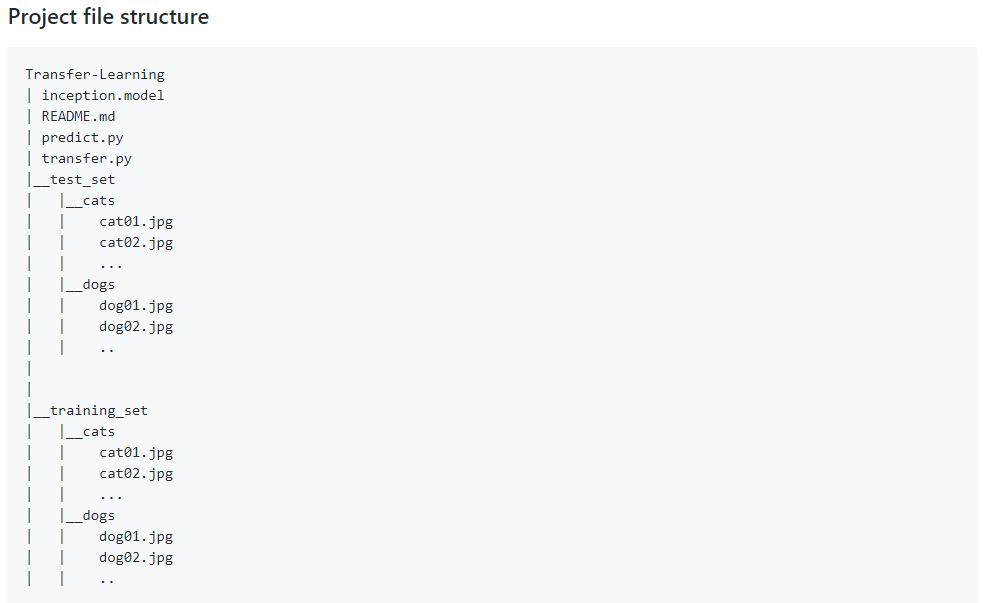 Project file structure
Transfer-Learning
| inception.model
| README.md
| predict.py
| transfer.py
|__test_set
|   |__cats
|   |    cat01.jpg
|   |    cat02.jpg
|   |    ...
|   |__dogs
|   |    dog01.jpg
|   |    dog02.jpg
|   |    ..
|
|
|__training_set
|   |__cats
|   |    cat01.jpg
|   |    cat02.jpg
|   |    ...
|   |__dogs
|   |    dog01.jpg
|   |    dog02.jpg
|   |    ..